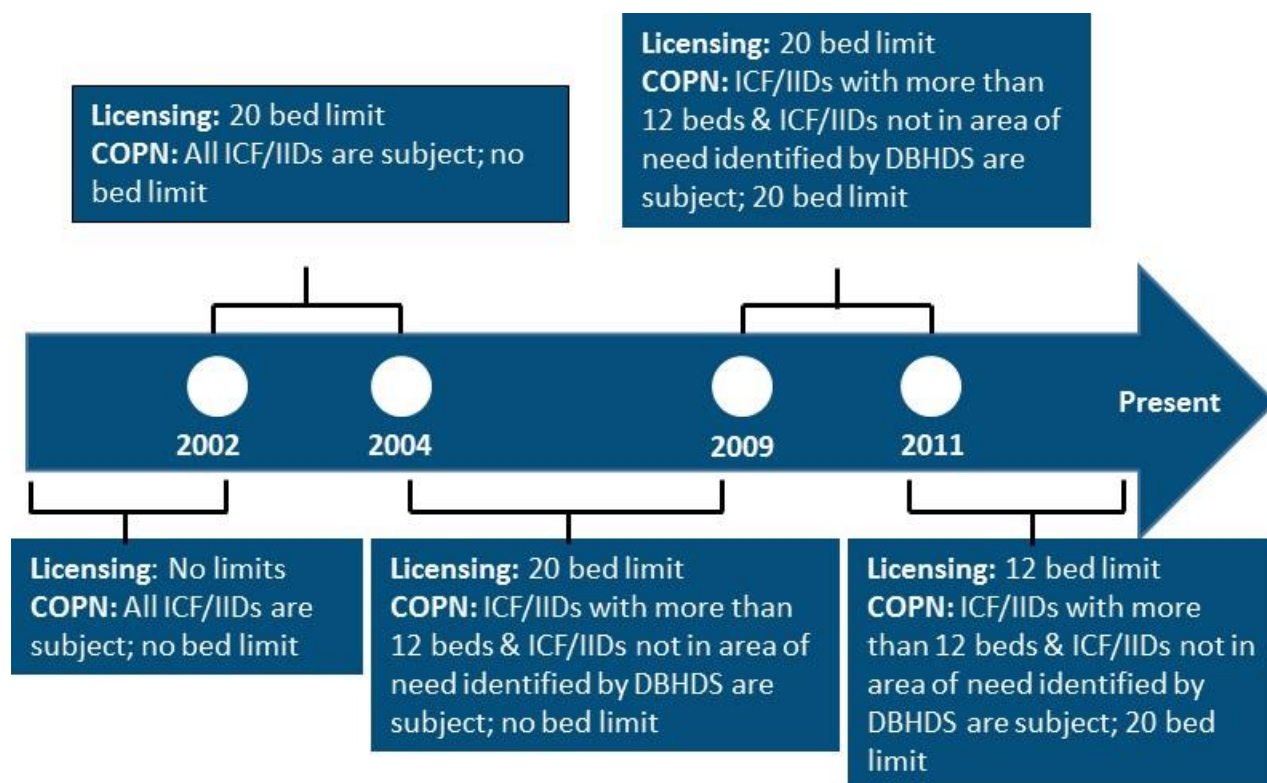 Licensing: 20 bed limit
COPN: All ICF/IIDs are subject; no
bed limit
Licensing: 20 bed limit
COPN: ICF/IIDs with more than
12 beds & ICF/IIDs not in area of
need identified by DBHDS are
subject; 20 bed limit
2002
2004
2009
2011
Present
Licensing: No limits
COPN: All ICF/IIDs are
subject; no bed limit
Licensing: 20 bed limit
COPN: ICF/IIDs with more than
12 beds & ICF/IIDs not in area of
need identified by DBHDS are
subject; no bed limit
Licensing: 12 bed limit
COPN: ICF/IIDs with more
than 12 beds & ICF/IIDs not in
area of need identified by
DBHDS are subject; 20 bed
limit